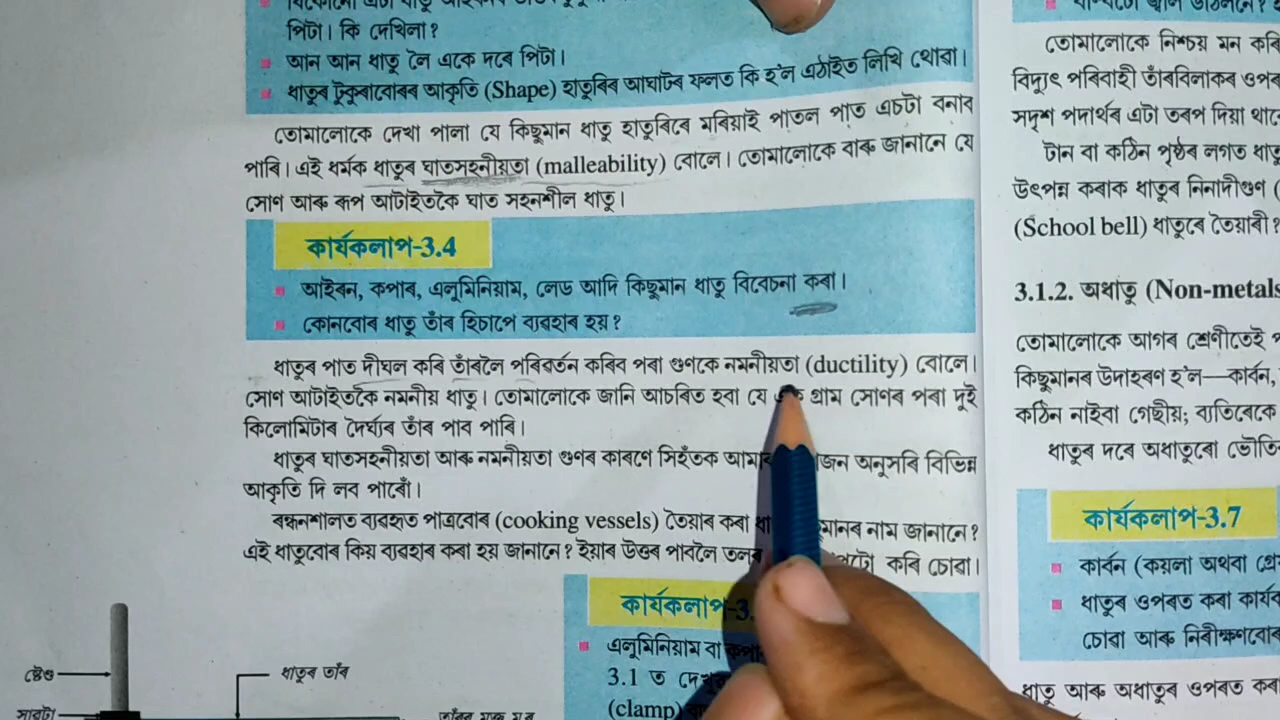 পিটা। কি দেখিলা?
আন আন ধাতু লৈ একে দৰে পিটা।
ধাতুৰ টুকুৰাবোৰৰ আকৃতি (Shape) হাতুৰিৰ আঘাটৰ ফলত কি হ'ল এঠাইত লিখি থোৱা।
তোমালোকে দেখা পালা যে কিছুমান ধাতু হাতুৰিৰে মৰিয়াই পাতল পাত এচটা বনাব
পাৰি। এই ধৰ্মক ধাতুৰ ঘাতসহনীয়তা (malleability) বোলে। তোমালোকে বাৰু জানানে যে
সোণ আৰু ৰূপ আটাইতকৈ ঘাত সহনশীল ধাতু।
কাৰ্যকলাপ-3.4
আইৰন, কপাৰ, এলুমিনিয়াম, লেড আদি কিছুমান ধাতু বিবেচনা কৰা।
কোনবোৰ ধাতু তাঁৰ হিচাপে ব্যৱহাৰ হয়?
ধাতুৰ পাত দীঘল কৰি তাঁৰলৈ পৰিবৰ্তন কৰিব পৰা গুণকে নমনীয়তা (ductility) বোলে।
সোণ আটাইতকৈ নমনীয় ধাতু। তোমালোকে জানি আচৰিত হবা যে গ্ৰাম সোণৰ পৰা দুই
কিলোমিটাৰ দৈৰ্ঘ্যৰ তাঁৰ পাব পাৰি।
ধাতুৰ ঘাতসহনীয়তা আৰু নমনীয়তা গুণৰ কাৰণে সিহঁতক অনুসৰি বিভিন্ন
আকৃতি দি লব পাৰোঁ।
ৰন্ধনশালত ব্যৱহৃত পাত্ৰবোৰ (cooking vessels) তৈয়াৰ কৰা নাম জানানে?
এই ধাতুবোৰ কিয় ব্যৱহাৰ কৰা হয় জানানে? ইয়াৰ উত্তৰ পাবলৈ তলৰ কৰি চোৱা।
কাৰ্যকলাপ-3.
এলুমিনিয়াম বা
3.1 ত
(clamp)
ষ্টেণ্ড
ধাতুৰ তাঁৰ
তোমালোকে নিশ্চয় মন কৰি
বিদ্যুৎ পৰিবাহী তাঁৰবিলাকৰ ওপৰ
সদৃশ পদাৰ্থৰ এটা তৰপ দিয়া থাকে
টান বা কঠিন পৃষ্ঠৰ লগত ধাতু
উৎপন্ন কৰাক ধাতুৰ নিনাদীগুণ (
(School bell) ধাতুৰে তৈয়াৰী?
3.1.2. অধাতু (Non-metals
তোমালোকে আগৰ শ্ৰেণীতেই
কিছুমানৰ উদাহৰণ হ'ল—কাৰ্বন,
কঠিন নাইবা গেছীয়; ব্যতিৰেকে
ধাতুৰ দৰে অধাতুৰো ভৌতি
কাৰ্যকলাপ-3.7
কাৰ্বন (কয়লা অথবা গ্ৰে
ধাতুৰ ওপৰত কৰা কাৰ্যক
চোৱা আৰু নিৰীক্ষণবোৰ
ধাতু আৰু অধাতুৰ ওপৰত কৰা